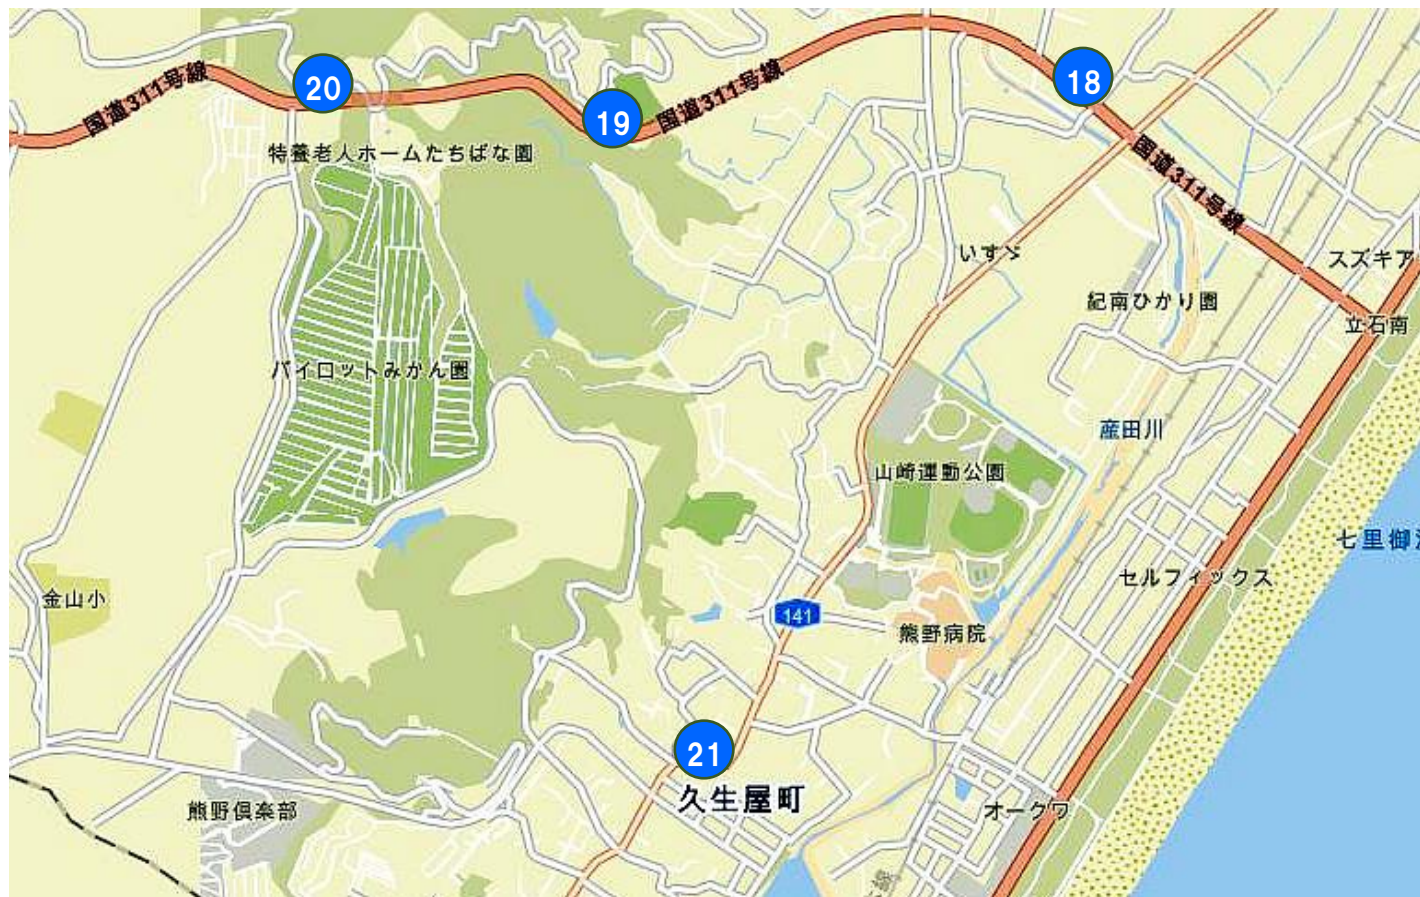 20
19
18
国道311号線
国道311号線
国道311号線
特養老人ホームたちばな園
いすゞ
スズキア
紀南ひかり園
立石南
パイロットみかん園
産田川
山崎運動公園
七里御
セルフィックス
金山小
141
熊野病院
21
久生屋町
熊野倶楽部
オークワ